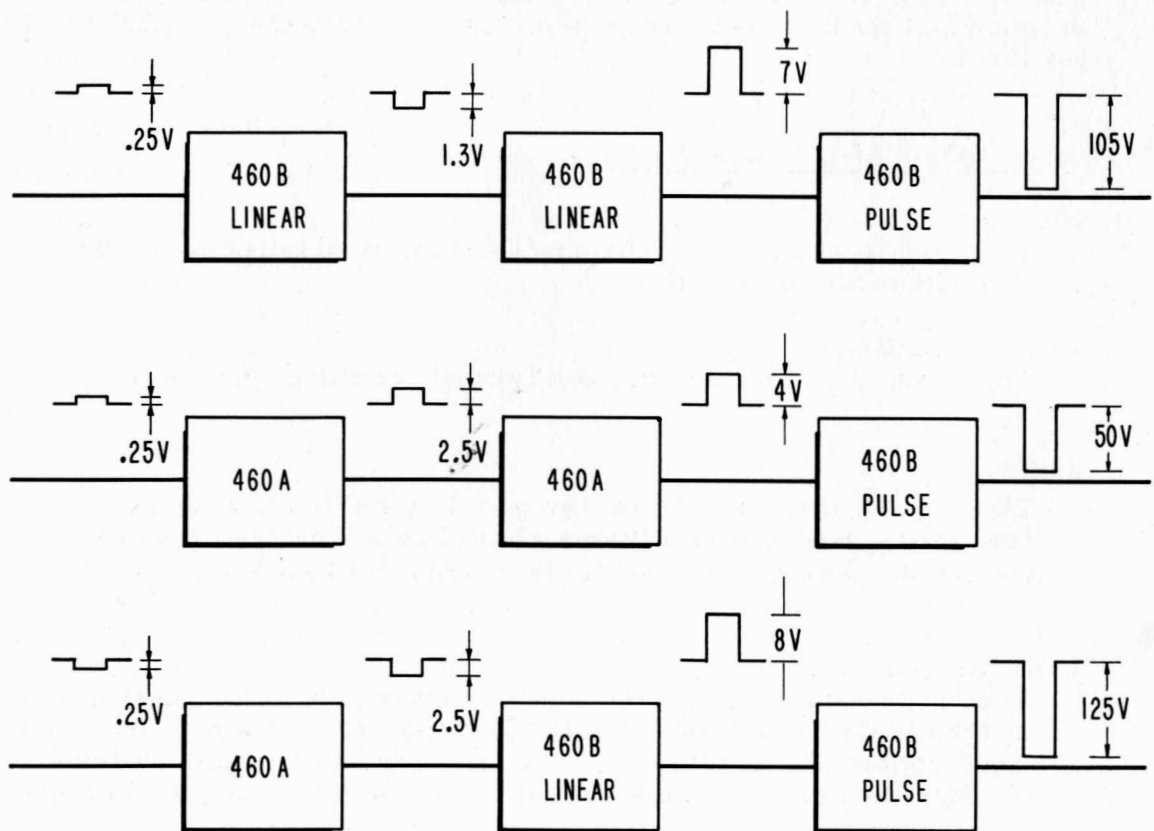 7V
.25V
1.3V
105V
460B
LINEAR
460B
LINEAR
460B
PULSE
4V
.25V
2.5V
50V
460A
460A
460B
PULSE
8V
.25V
2.5V
125V
460A
460B
LINEAR
460B
PULSE